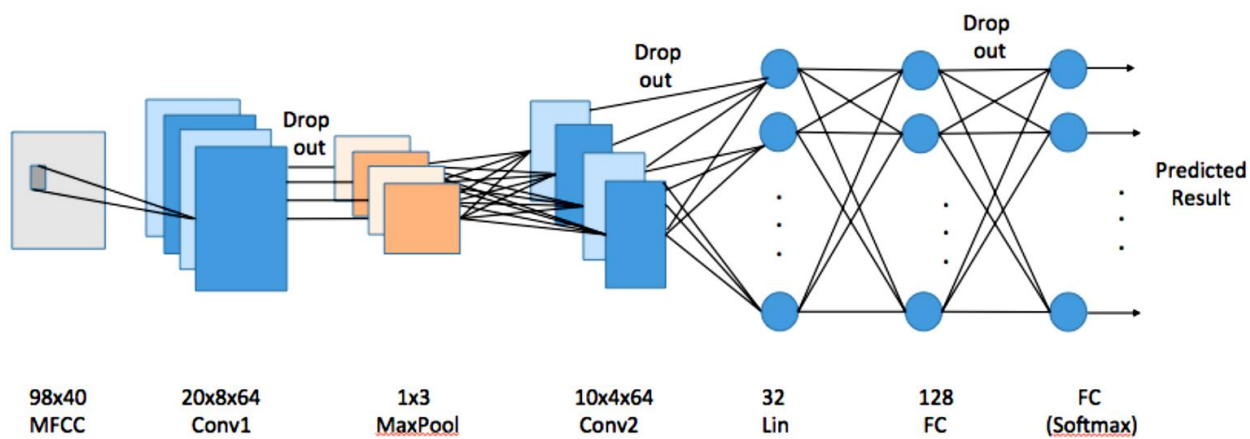 Drop
out
Drop
out
Drop
out
Predicted
Result
98x40
MFCC
20x8x64
Conv1
1x3
MaxPool
10x4x64
Conv2
32
Lin
128
FC
FC
(Softmax)